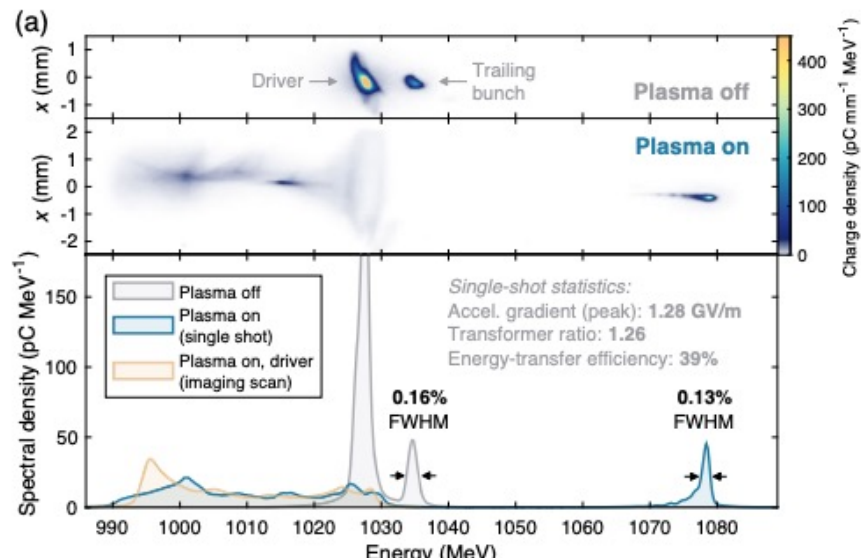 (a)
1
0
-1
x (mm)
Driver
Trailing
bunch
Plasma off
2
1
0
-1
-2
x (mm)
Plasma on
400
300
200
100
0
Charge density (pC mm⁻¹ MeV⁻¹)
Spectral density (pC MeV⁻¹)
150
100
50
0
Plasma off
Plasma on
(single shot)
Plasma on, driver
(imaging scan)
Single-shot statistics:
Accel. gradient (peak): 1.28 GV/m
Transformer ratio: 1.26
Energy-transfer efficiency: 39%
0.16%
FWHM
0.13%
FWHM
990 1000 1010 1020 1030 1040 1050 1060 1070 1080
Energy (MeV)